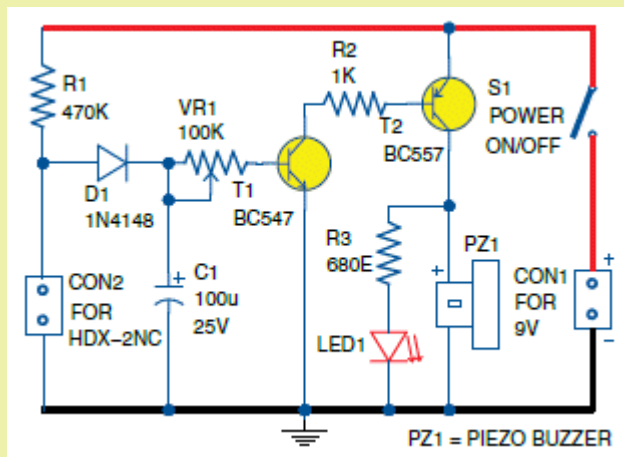 R1
470K
VR1
100K
R2
1K
S1
POWER
ON/OFF
T2
BC557
D1
1N4148
T1
BC547
CON2
FOR
HDX-2NC
+
C1
100u
25V
R3
680E
LED1
+
PZ1
CON1
FOR
9V
+
−
PZ1 = PIEZO BUZZER